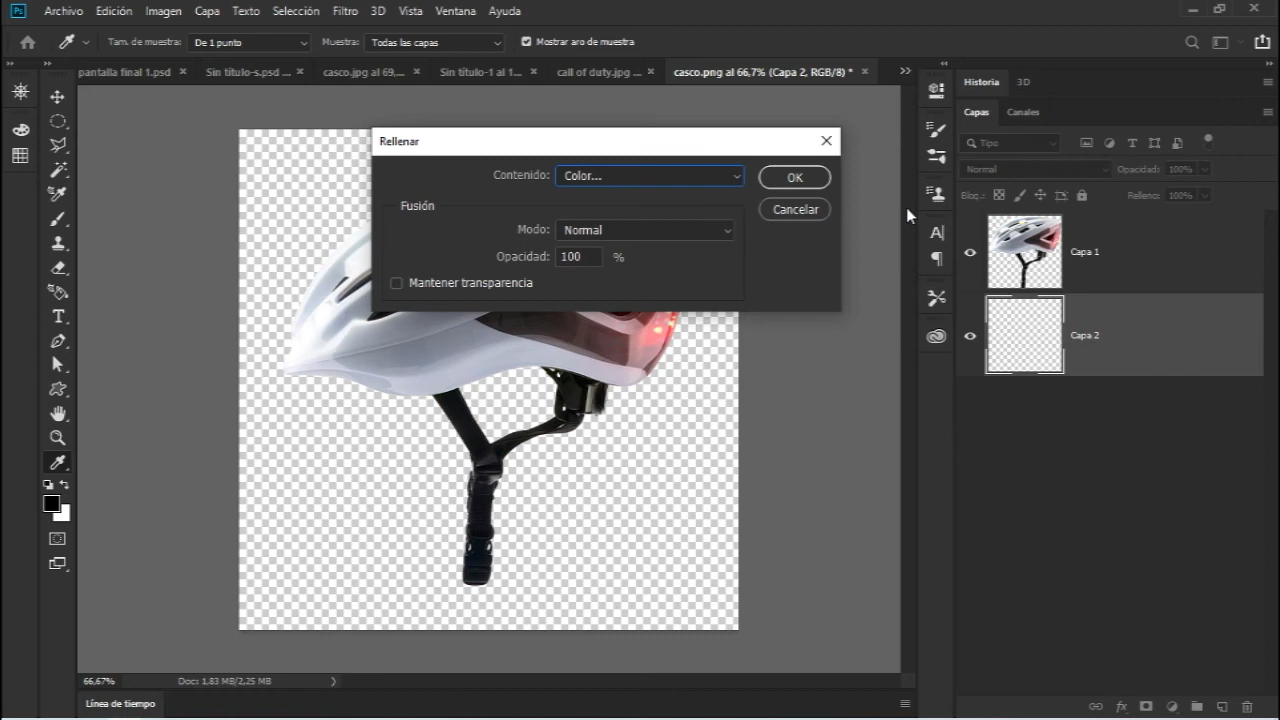 Ps Archivo Edición Imagen Capa Texto Selección Filtro 3D Vista Ventana Ayuda
Tam. de muestra: De 1 punto Muestra: Todas las capas Mostrar aro de muestra
pantalla final 1.psd Sin título-s.psd ... casco.jpg al 69,... Sin título-1 al 1... call of duty.jpg ... casco.png al 66,7% (Capa 2, RGB/8) *
Historia 3D
Capas Canales
Tipo
Normal Opacidad: 100%
Bloq.: Relleno: 100%
Capa 1
Capa 2
Rellenar
Contenido: Color... OK
Fusión Cancelar
Modo: Normal
Opacidad: 100 %
Mantener transparencia
66,67% Doc: 1,83 MB/2,25 MB
Línea de tiempo